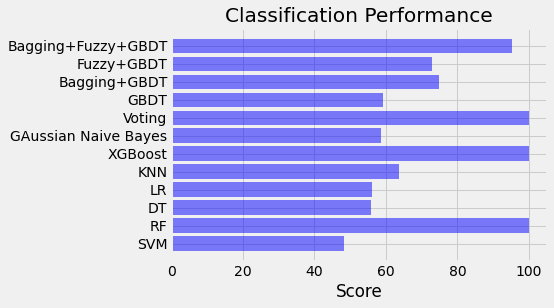 Classification Performance
Bagging+Fuzzy+GBDT
Fuzzy+GBDT
Bagging+GBDT
GBDT
Voting
GAussian Naive Bayes
XGBoost
KNN
LR
DT
RF
SVM
0 20 40 60 80 100
Score